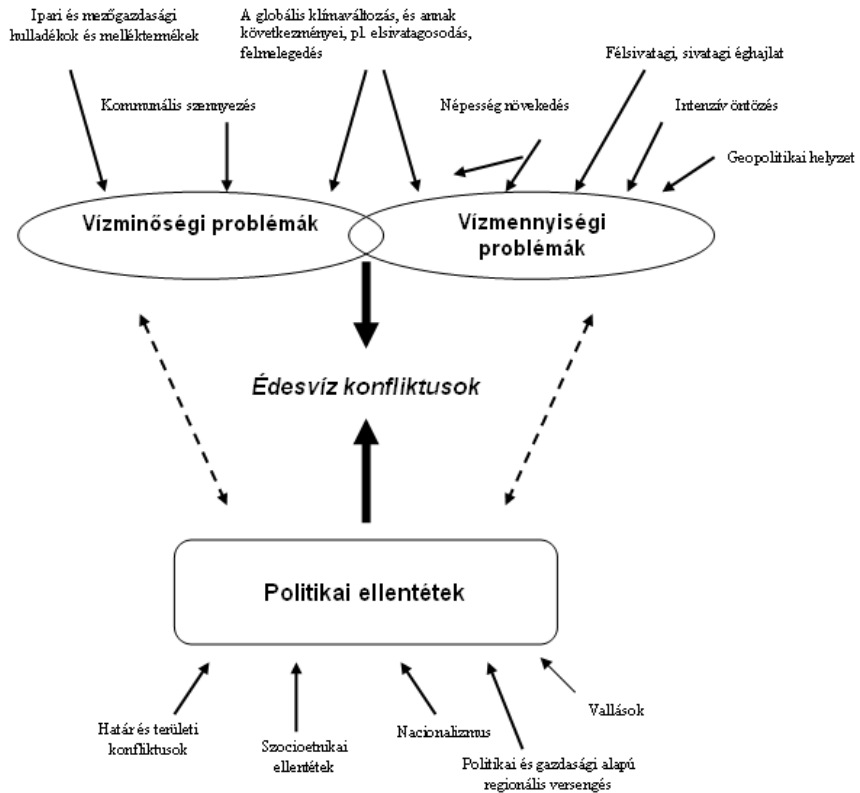 Ipari és mezőgazdasági
hulladékok és melléktermékek
A globális klímaváltozás, és annak
következményei, pl. elsivatagosodás,
felmelegedés
Félsivatagi, sivatagi éghajlat
Kommunális szennyezés
Népesség növekedés
Intenzív öntözés
Geopolitikai helyzet
Vízminőségi problémák
Vízmennyiségi
problémák
Édesvíz konfliktusok
Politikai ellentétek
Határ és területi
konfliktusok
Szocioetnikai
ellentétek
Nacionalizmus
Politikai és gazdasági alapú
regionális versengés
Vallások